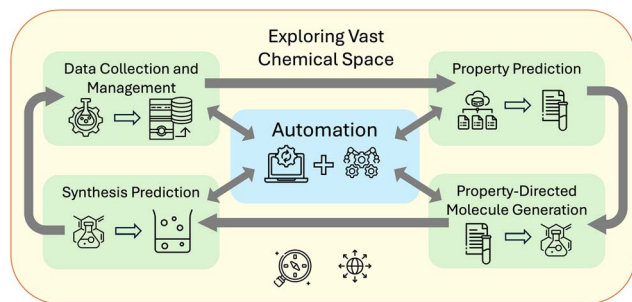 Exploring Vast
Chemical Space
Data Collection and
Management
Property Prediction
Automation
Synthesis Prediction
Property-Directed
Molecule Generation